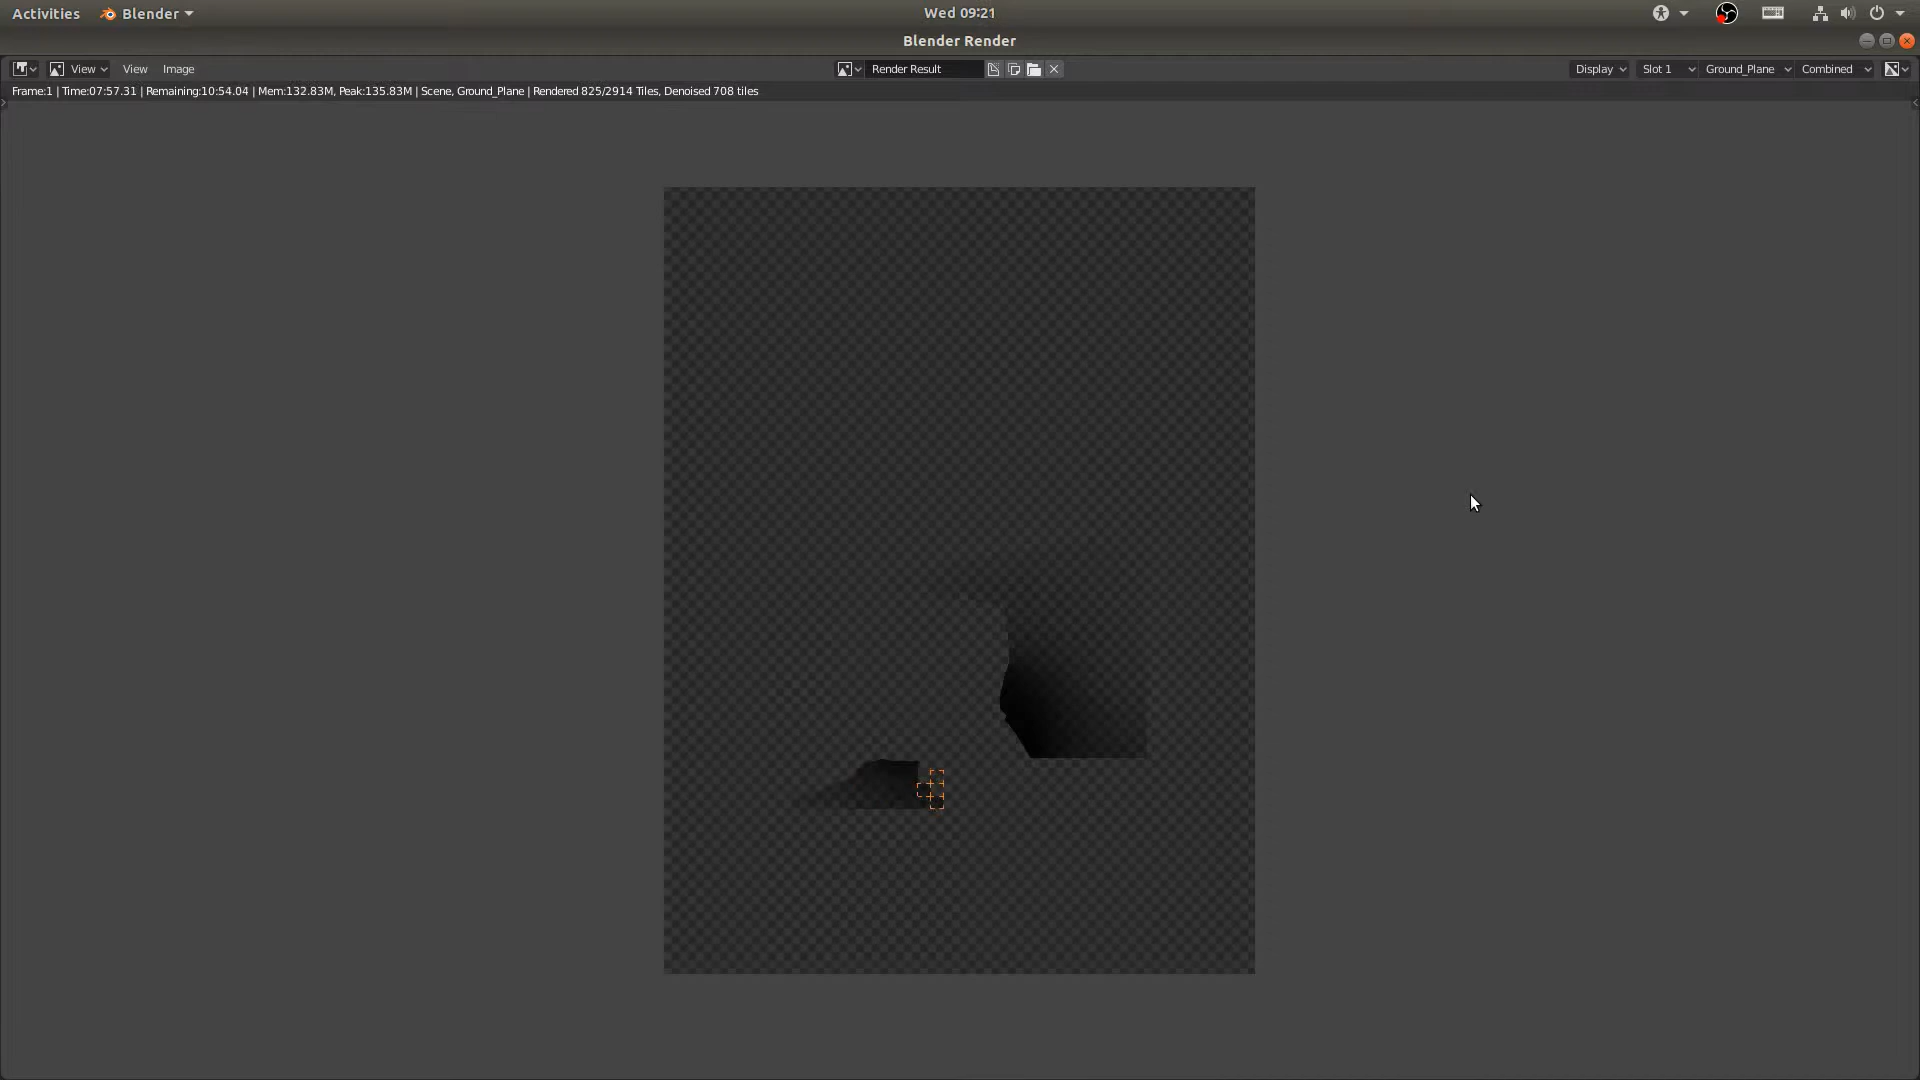 Activities Blender Wed 09:21
Blender Render
View View Image Render Result Display Slot 1 Ground_Plane Combined
Frame:1 | Time:07:57.31 | Remaining:10:54.04 | Mem:132.83M, Peak:135.83M | Scene, Ground_Plane | Rendered 825/2914 Tiles, Denoised 708 tiles